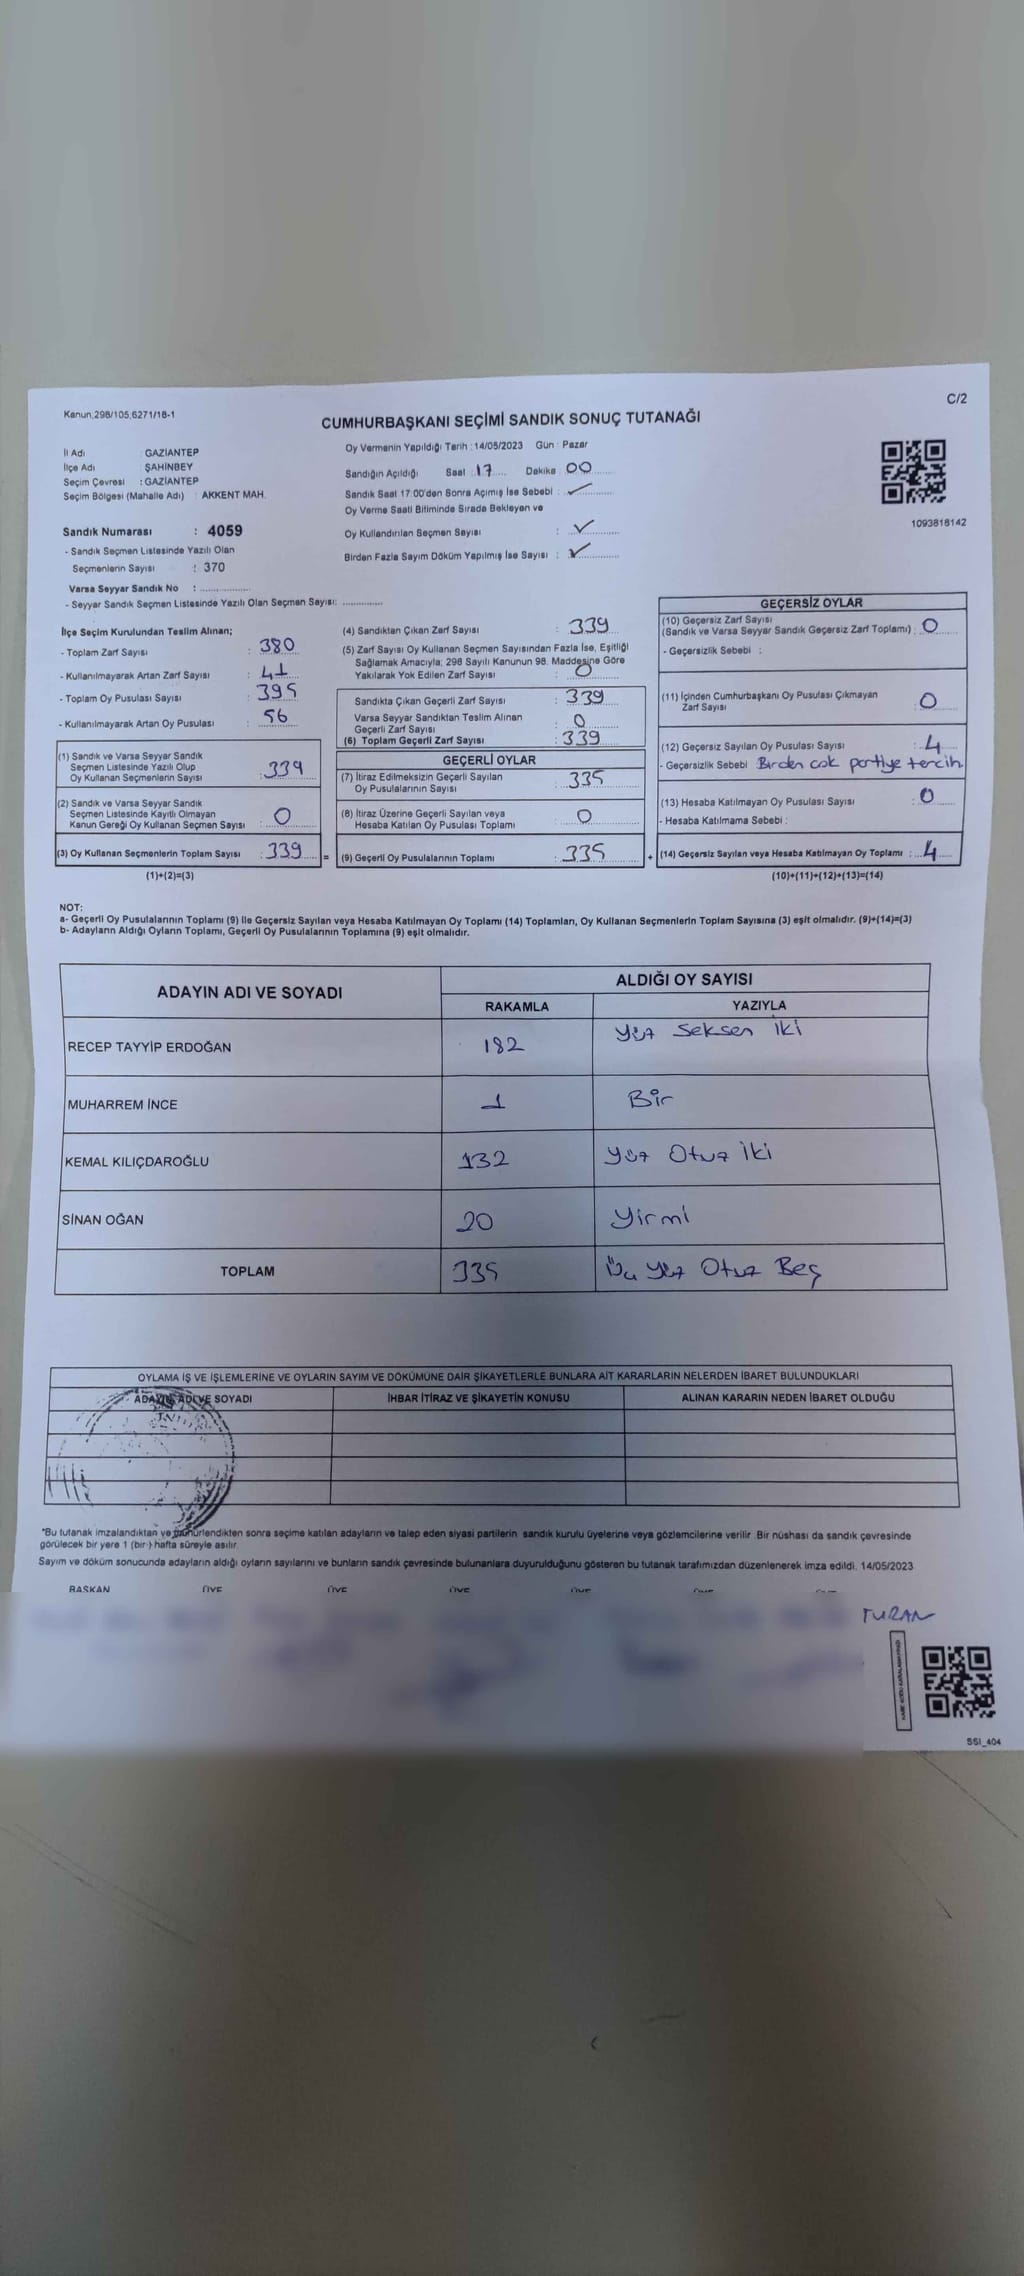 Kanun:298/105,6271/18-1
C/2
CUMHURBAŞKANI SEÇİMİ SANDIK SONUÇ TUTANAĞI
İl Adı : GAZİANTEP
İlçe Adı : ŞAHİNBEY
Seçim Çevresi : GAZİANTEP
Seçim Bölgesi (Mahalle Adı) : AKKENT MAH.
Sandık Numarası : 4059
- Sandık Seçmen Listesinde Yazılı Olan
Seçmenlerin Sayısı : 370
Varsa Seyyar Sandık No : ................
- Seyyar Sandık Seçmen Listesinde Yazılı Olan Seçmen Sayısı: .............
Oy Vermenin Yapıldığı Tarih : 14/05/2023 Gün : Pazar
Sandığın Açıldığı Saat : 17 Dakika 00
Sandık Saat 17:00'den Sonra Açımış İse Sebebi : ✓
Oy Verme Saati Bitiminde Sırada Bekleyen ve
Oy Kullandırılan Seçmen Sayısı : ✓
Birden Fazla Sayım Döküm Yapılmış İse Sayısı : ✓
1093818142
İlçe Seçim Kurulundan Teslim Alınan;
- Toplam Zarf Sayısı : 380
- Kullanılmayarak Artan Zarf Sayısı : 41
- Toplam Oy Pusulası Sayısı : 395
- Kullanılmayarak Artan Oy Pusulası : 56
(1) Sandık ve Varsa Seyyar Sandık
Seçmen Listesinde Yazılı Olup
Oy Kullanan Seçmenlerin Sayısı : 339
(2) Sandık ve Varsa Seyyar Sandık
Seçmen Listesinde Kayıtlı Olmayan
Kanun Gereği Oy Kullanan Seçmen Sayısı : 0
(3) Oy Kullanan Seçmenlerin Toplam Sayısı : 339 =
(1)+(2)=(3)
(4) Sandıktan Çıkan Zarf Sayısı : 339
(5) Zarf Sayısı Oy Kullanan Seçmen Sayısından Fazla İse, Eşitliği
Sağlamak Amacıyla; 298 Sayılı Kanunun 98. Maddesine Göre
Yakılarak Yok Edilen Zarf Sayısı : 0
Sandıkta Çıkan Geçerli Zarf Sayısı : 339
Varsa Seyyar Sandıktan Teslim Alınan
Geçerli Zarf Sayısı : 0
(6) Toplam Geçerli Zarf Sayısı : 339
GEÇERLİ OYLAR
(7) İtiraz Edilmeksizin Geçerli Sayılan
Oy Pusulalarının Sayısı : 335
(8) İtiraz Üzerine Geçerli Sayılan veya
Hesaba Katılan Oy Pusulası Toplamı : 0
(9) Geçerli Oy Pusulalarının Toplamı : 335 +
GEÇERSİZ OYLAR
(10) Geçersiz Zarf Sayısı
(Sandık ve Varsa Seyyar Sandık Geçersiz Zarf Toplamı) : 0
- Geçersizlik Sebebi :
(11) İçinden Cumhurbaşkanı Oy Pusulası Çıkmayan
Zarf Sayısı : 0
(12) Geçersiz Sayılan Oy Pusulası Sayısı : 4
- Geçersizlik Sebebi Birden cok partiye tercih
(13) Hesaba Katılmayan Oy Pusulası Sayısı : 0
- Hesaba Katılmama Sebebi :
(14) Geçersiz Sayılan veya Hesaba Katılmayan Oy Toplamı : 4
(10)+(11)+(12)+(13)=(14)
NOT:
a- Geçerli Oy Pusulalarının Toplamı (9) ile Geçersiz Sayılan veya Hesaba Katılmayan Oy Toplamı (14) Toplamları, Oy Kullanan Seçmenlerin Toplam Sayısına (3) eşit olmalıdır. (9)+(14)=(3)
b- Adayların Aldığı Oyların Toplamı, Geçerli Oy Pusulalarının Toplamına (9) eşit olmalıdır.
ADAYIN ADI VE SOYADI
ALDIĞI OY SAYISI
RAKAMLA YAZIYLA
RECEP TAYYİP ERDOĞAN 182 Yüz Seksen İki
MUHARREM İNCE 1 Bir
KEMAL KILIÇDAROĞLU 132 Yüz Otuz İki
SİNAN OĞAN 20 Yirmi
TOPLAM 335 Üç Yüz Otuz Beş
OYLAMA İŞ VE İŞLEMLERİNE VE OYLARIN SAYIM VE DÖKÜMÜNE DAİR ŞİKAYETLERLE BUNLARA AİT KARARLARIN NELERDEN İBARET BULUNDUKLARI
ADAYIN ADI VE SOYADI İHBAR İTİRAZ VE ŞİKAYETİN KONUSU ALINAN KARARIN NEDEN İBARET OLDUĞU
*Bu tutanak imzalandıktan ve mühürlendikten sonra seçime katılan adayların ve talep eden siyasi partilerin sandık kurulu üyelerine veya gözlemcilerine verilir. Bir nüshası da sandık çevresinde
görülecek bir yere 1 (bir) hafta süreyle asılır.
Sayım ve döküm sonucunda adayların aldığı oyların sayılarını ve bunların sandık çevresinde bulunanlara duyurulduğunu gösteren bu tutanak tarafımızdan düzenlenerek imza edildi. 14/05/2023
BAŞKAN ÜYE ÜYE ÜYE ÜYE
TURAN
SSI_404